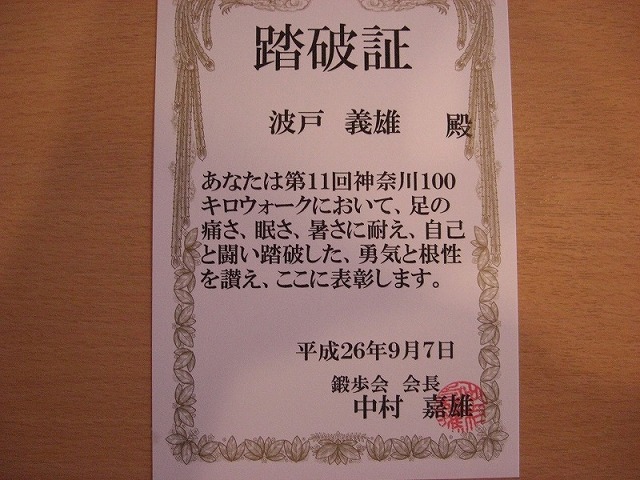 踏破証
波戸 義雄 殿
あなたは第11回神奈川100
キロウォークにおいて、足の
痛さ、眠さ、暑さに耐え、自己
と闘い踏破した、勇気と根性
を讃え、ここに表彰します。
平成26年9月7日
鍛歩会 会長
中村 嘉雄